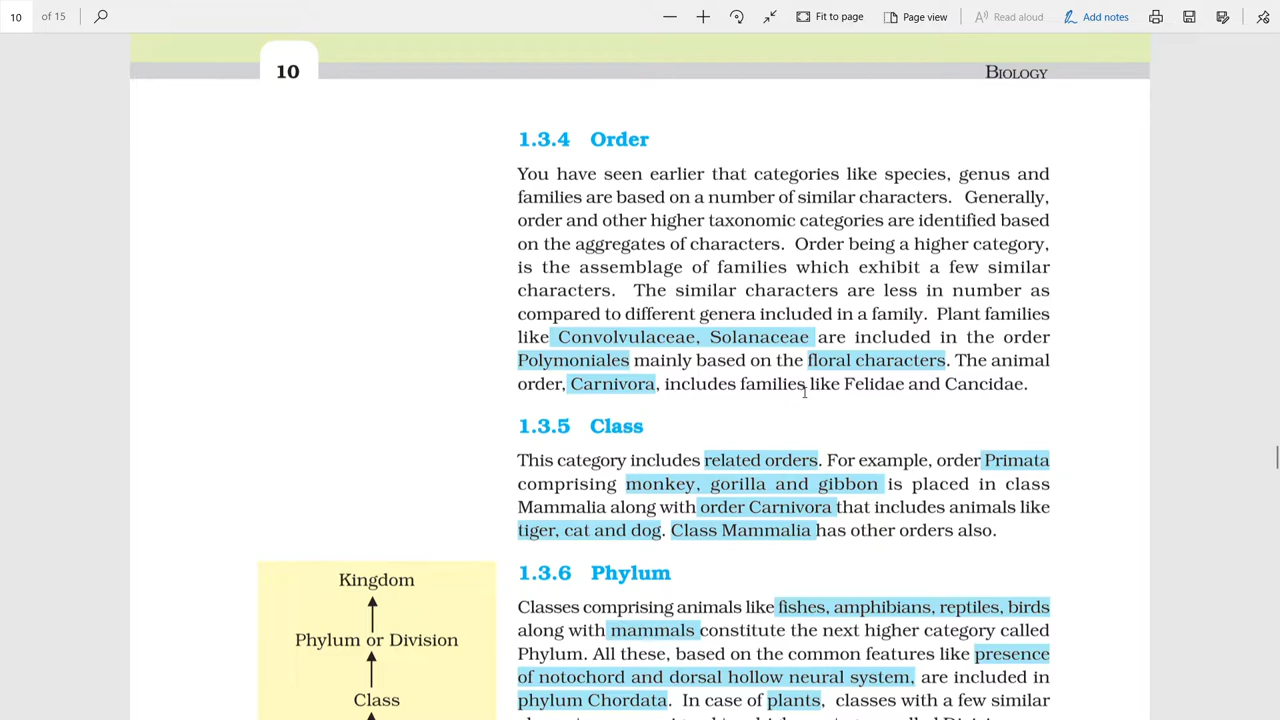 10 of 15
Fit to page
Page view
Read aloud
Add notes
10
BIOLOGY
1.3.4 Order
You have seen earlier that categories like species, genus and
families are based on a number of similar characters. Generally,
order and other higher taxonomic categories are identified based
on the aggregates of characters. Order being a higher category,
is the assemblage of families which exhibit a few similar
characters. The similar characters are less in number as
compared to different genera included in a family. Plant families
like Convolvulaceae, Solanaceae are included in the order
Polymoniales mainly based on the floral characters. The animal
order, Carnivora, includes families like Felidae and Cancidae.
1.3.5 Class
This category includes related orders. For example, order Primata
comprising monkey, gorilla and gibbon is placed in class
Mammalia along with order Carnivora that includes animals like
tiger, cat and dog. Class Mammalia has other orders also.
1.3.6 Phylum
Classes comprising animals like fishes, amphibians, reptiles, birds
along with mammals constitute the next higher category called
Phylum. All these, based on the common features like presence
of notochord and dorsal hollow neural system, are included in
phylum Chordata. In case of plants, classes with a few similar
Kingdom
Phylum or Division
Class